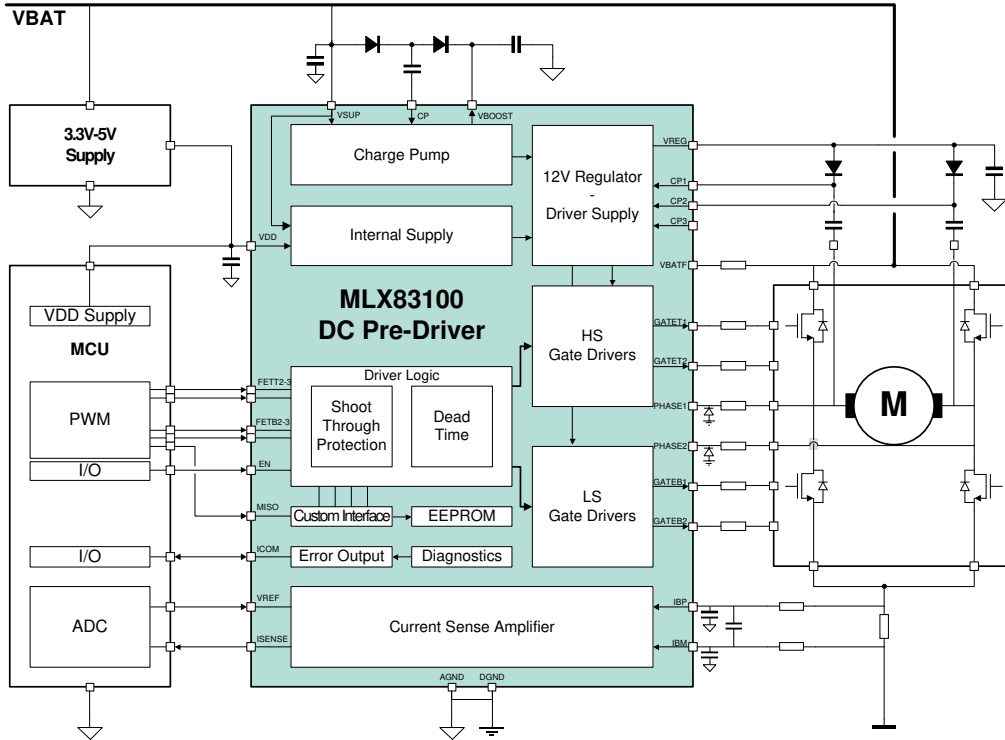 VBAT
3.3V-5V
Supply
VSUP
CP
VBOOST
Charge Pump
12V Regulator
-
Driver Supply
VREG
CP1
CP2
CP3
VDD
Internal Supply
VBATF
VDD Supply
MCU
MLX83100
DC Pre-Driver
HS
Gate Drivers
GATET1
GATET2
Driver Logic
FETT2-3
PWM
Shoot
Through
Protection
Dead
Time
PHASE1
M
FETB2-3
PHASE2
I/O
EN
LS
Gate Drivers
GATEB1
MISO
Custom Interface
EEPROM
GATEB2
I/O
ICOM
Error Output
Diagnostics
ADC
VREF
Current Sense Amplifier
IBP
ISENSE
IBM
AGND
DGND